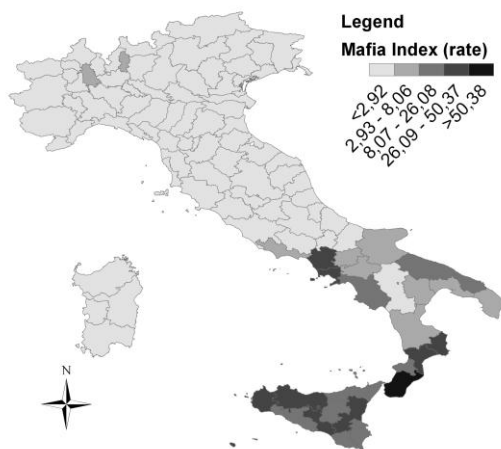 Legend
Mafia Index (rate)
<2,92
2,93 - 8,06
8,07 - 26,08
26,09 - 50,37
>50,38
N